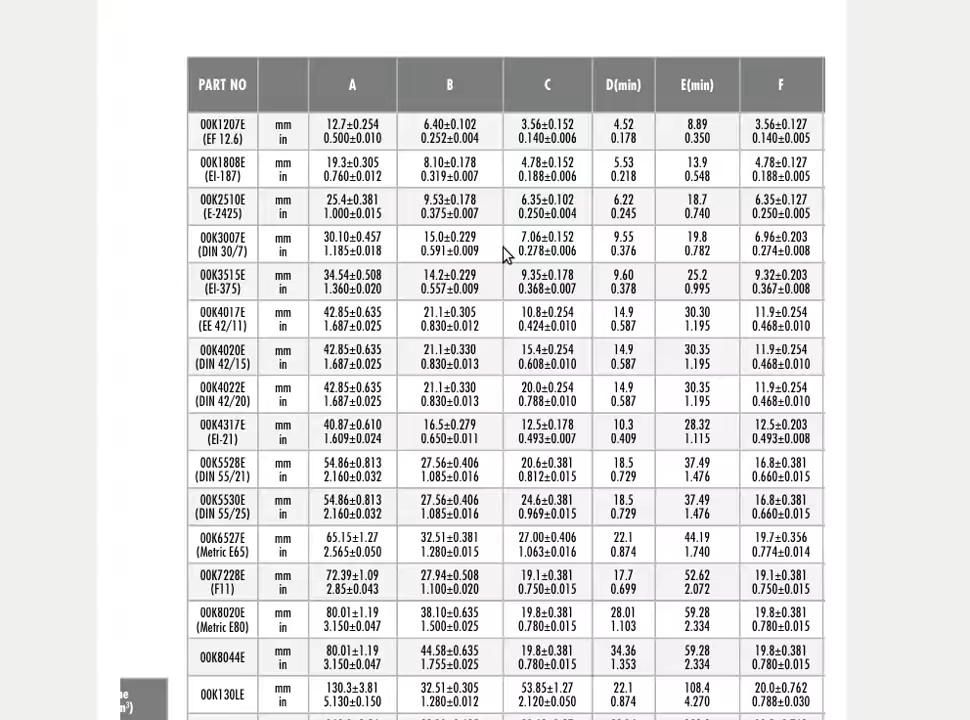 PART NO A B C D(min) E(min) F
00K1207E mm 12.7±0.254 6.40±0.102 3.56±0.152 4.52 8.89 3.56±0.127
(EF 12.6) in 0.500±0.010 0.252±0.004 0.140±0.006 0.178 0.350 0.140±0.005
00K1808E mm 19.3±0.305 8.10±0.178 4.78±0.152 5.53 13.9 4.78±0.127
(EI-187) in 0.760±0.012 0.319±0.007 0.188±0.006 0.218 0.548 0.188±0.005
00K2510E mm 25.4±0.381 9.53±0.178 6.35±0.102 6.22 18.7 6.35±0.127
(E-2425) in 1.000±0.015 0.375±0.007 0.250±0.004 0.245 0.740 0.250±0.005
00K3007E mm 30.10±0.457 15.0±0.229 7.06±0.152 9.55 19.8 6.96±0.203
(DIN 30/7) in 1.185±0.018 0.591±0.009 0.278±0.006 0.376 0.782 0.274±0.008
00K3515E mm 34.54±0.508 14.2±0.229 9.35±0.178 9.60 25.2 9.32±0.203
(EI-375) in 1.360±0.020 0.557±0.009 0.368±0.007 0.378 0.995 0.367±0.008
00K4017E mm 42.85±0.635 21.1±0.305 10.8±0.254 14.9 30.30 11.9±0.254
(EE 42/11) in 1.687±0.025 0.830±0.012 0.424±0.010 0.587 1.195 0.468±0.010
00K4020E mm 42.85±0.635 21.1±0.330 15.4±0.254 14.9 30.35 11.9±0.254
(DIN 42/15) in 1.687±0.025 0.830±0.013 0.608±0.010 0.587 1.195 0.468±0.010
00K4022E mm 42.85±0.635 21.1±0.330 20.0±0.254 14.9 30.35 11.9±0.254
(DIN 42/20) in 1.687±0.025 0.830±0.013 0.788±0.010 0.587 1.195 0.468±0.010
00K4317E mm 40.87±0.610 16.5±0.279 12.5±0.178 10.3 28.32 12.5±0.203
(EI-21) in 1.609±0.024 0.650±0.011 0.493±0.007 0.409 1.115 0.493±0.008
00K5528E mm 54.86±0.813 27.56±0.406 20.6±0.381 18.5 37.49 16.8±0.381
(DIN 55/21) in 2.160±0.032 1.085±0.016 0.812±0.015 0.729 1.476 0.660±0.015
00K5530E mm 54.86±0.813 27.56±0.406 24.6±0.381 18.5 37.49 16.8±0.381
(DIN 55/25) in 2.160±0.032 1.085±0.016 0.969±0.015 0.729 1.476 0.660±0.015
00K6527E mm 65.15±1.27 32.51±0.381 27.00±0.406 22.1 44.19 19.7±0.356
(Metric E65) in 2.565±0.050 1.280±0.015 1.063±0.016 0.874 1.740 0.774±0.014
00K7228E mm 72.39±1.09 27.94±0.508 19.1±0.381 17.7 52.62 19.1±0.381
(F11) in 2.85±0.043 1.100±0.020 0.750±0.015 0.699 2.072 0.750±0.015
00K8020E mm 80.01±1.19 38.10±0.635 19.8±0.381 28.01 59.28 19.8±0.381
(Metric E80) in 3.150±0.047 1.500±0.025 0.780±0.015 1.103 2.334 0.780±0.015
00K8044E mm 80.01±1.19 44.58±0.635 19.8±0.381 34.36 59.28 19.8±0.381
in 3.150±0.047 1.755±0.025 0.780±0.015 1.353 2.334 0.780±0.015
00K130LE mm 130.3±3.81 32.51±0.305 53.85±1.27 22.1 108.4 20.0±0.762
in 5.130±0.150 1.280±0.012 2.120±0.050 0.874 4.270 0.788±0.030